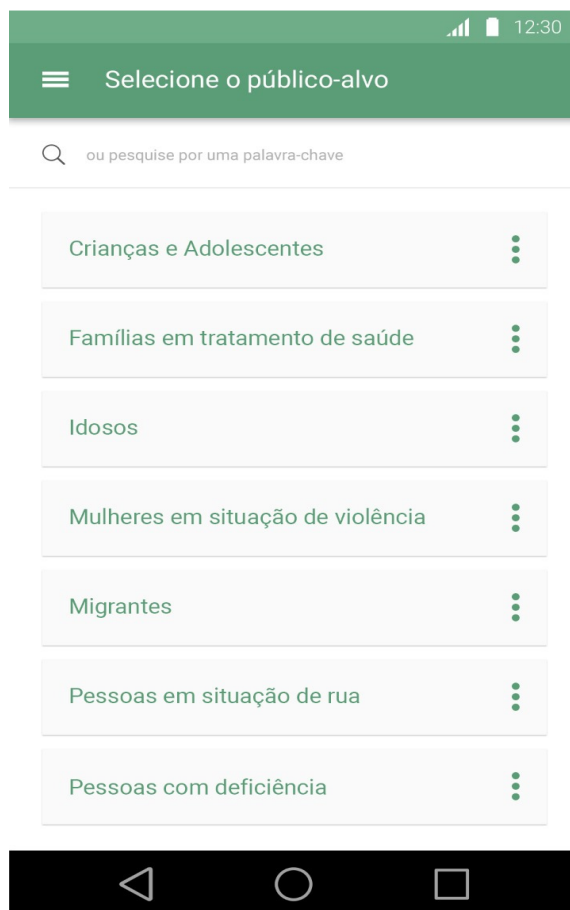 12:30
Selecione o público-alvo
ou pesquise por uma palavra-chave
Crianças e Adolescentes
Famílias em tratamento de saúde
Idosos
Mulheres em situação de violência
Migrantes
Pessoas em situação de rua
Pessoas com deficiência